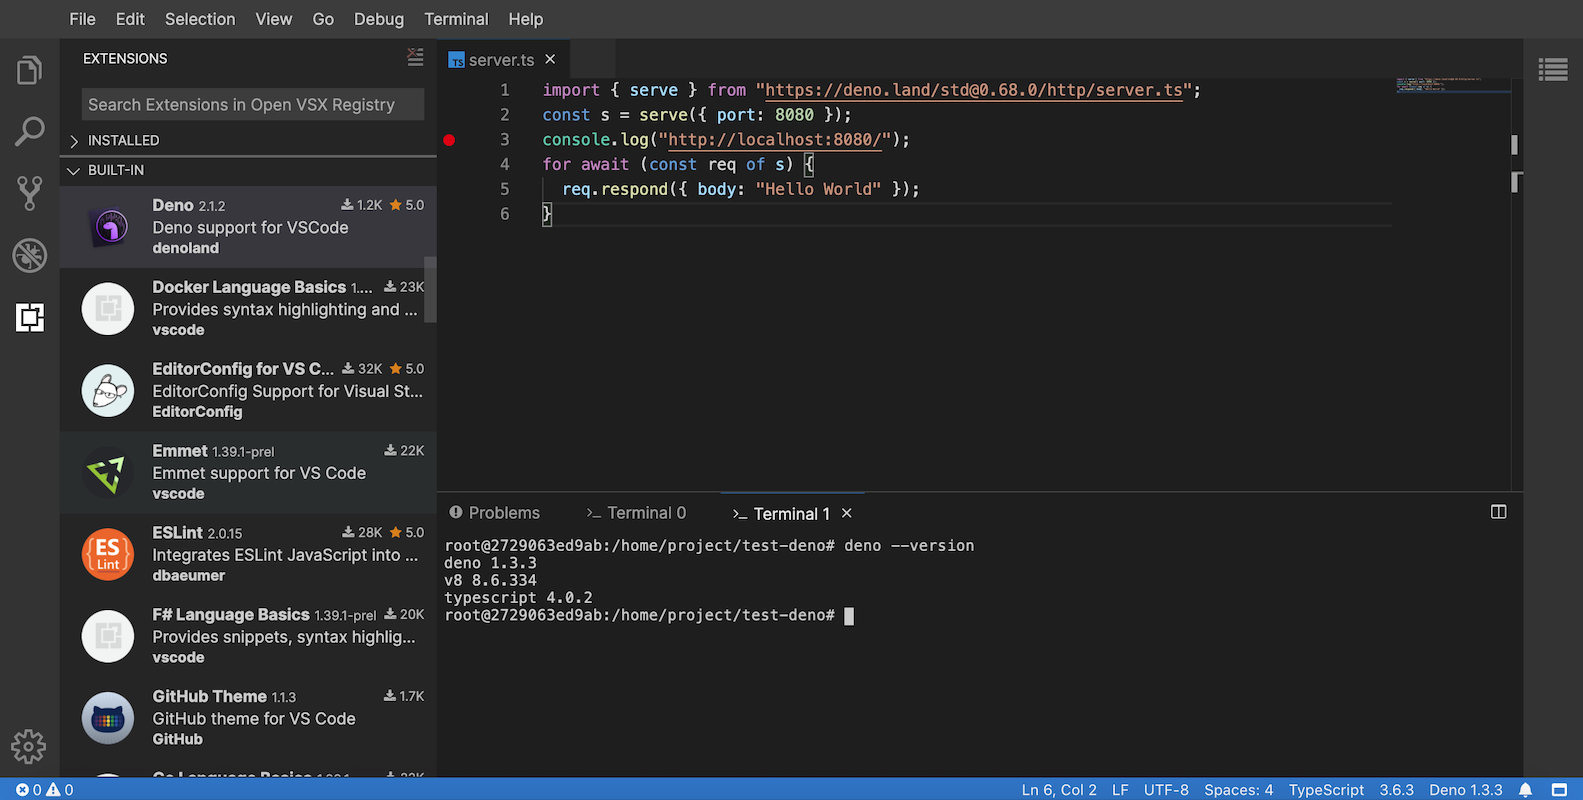 File Edit Selection View Go Debug Terminal Help
EXTENSIONS
Search Extensions in Open VSX Registry
INSTALLED
BUILT-IN
Deno 2.1.2 1.2K 5.0
Deno support for VSCode
denoland
Docker Language Basics 1.... 23K
Provides syntax highlighting and ...
vscode
EditorConfig for VS C... 32K 5.0
EditorConfig Support for Visual St...
EditorConfig
Emmet 1.39.1-prel 22K
Emmet support for VS Code
vscode
ES Lint
ESLint 2.0.15 28K 5.0
Integrates ESLint JavaScript into ...
dbaeumer
F# Language Basics 1.39.1-prel 20K
Provides snippets, syntax highlig...
vscode
GitHub Theme 1.1.3 1.7K
GitHub theme for VS Code
GitHub
TS server.ts
1 import { serve } from "https://deno.land/std@0.68.0/http/server.ts";
2 const s = serve({ port: 8080 });
3 console.log("http://localhost:8080/");
4 for await (const req of s) {
5 req.respond({ body: "Hello World" });
6 }
Problems >_ Terminal 0 >_ Terminal 1
root@2729063ed9ab:/home/project/test-deno# deno --version
deno 1.3.3
v8 8.6.334
typescript 4.0.2
root@2729063ed9ab:/home/project/test-deno#
0 0 Ln 6, Col 2 LF UTF-8 Spaces: 4 TypeScript 3.6.3 Deno 1.3.3